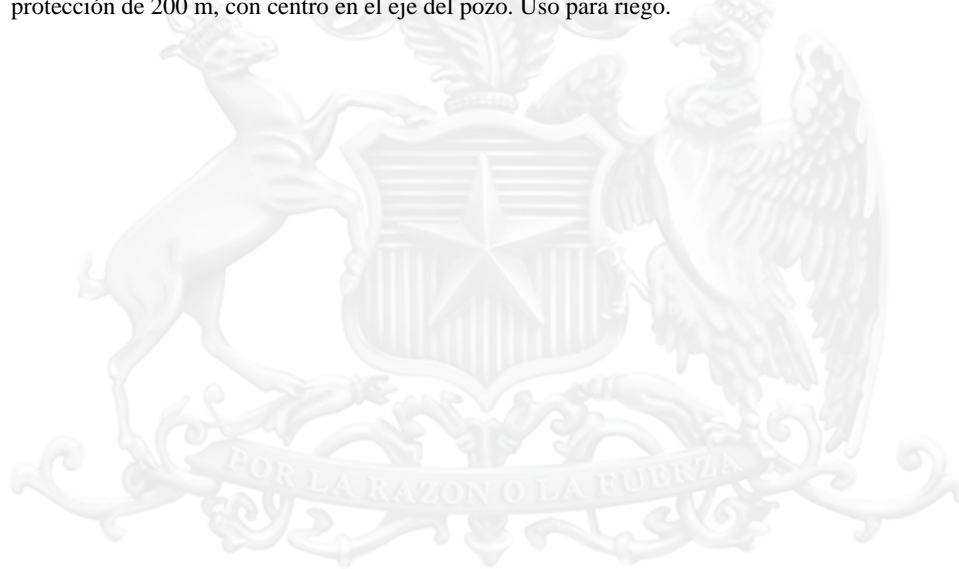 protección de 200 m, con centro en el eje del pozo. Uso para riego.
POR LA RAZON O LA FUERZA